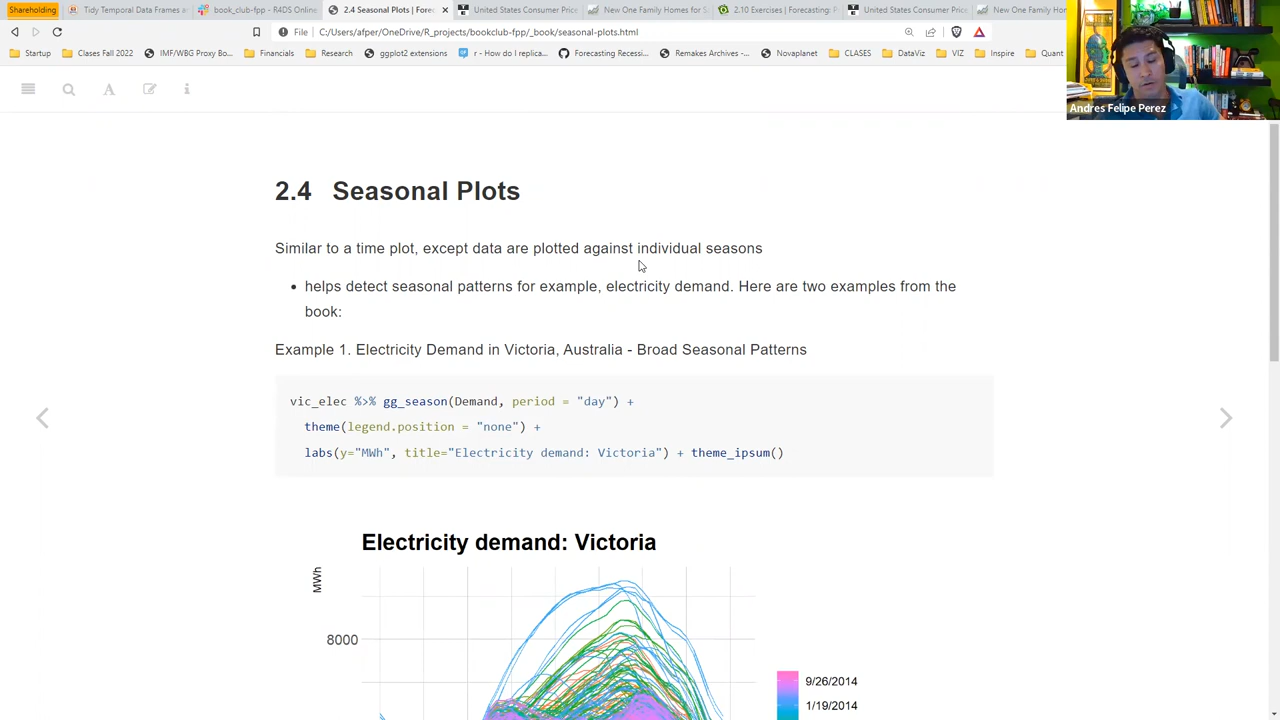 Shareholding
Tidy Temporal Data Frames a
book_club-fpp - R4DS Online
2.4 Seasonal Plots | Fore
United States Consumer Price
New One Family Homes for S
2.10 Exercises | Forecasting: P
United States Consumer Price
New One Family Hom
File
C:/Users/afper/OneDrive/R_projects/bookclub-fpp/_book/seasonal-plots.html
Startup
Clases Fall 2022
IMF/WBG Proxy Bo...
Financials
Research
ggplot2 extensions
r - How do I replica...
Forecasting Recessi...
Remakes Archives...
Novaplanet
CLASES
DataViz
VIZ
Inspire
Quant
Andres Felipe Perez
2.4 Seasonal Plots
Similar to a time plot, except data are plotted against individual seasons
• helps detect seasonal patterns for example, electricity demand. Here are two examples from the
book:
Example 1. Electricity Demand in Victoria, Australia - Broad Seasonal Patterns
vic_elec %>% gg_season(Demand, period = "day") +
theme(legend.position = "none") +
labs(y="MWh", title="Electricity demand: Victoria") + theme_ipsum()
Electricity demand: Victoria
MWh
8000
9/26/2014
1/19/2014